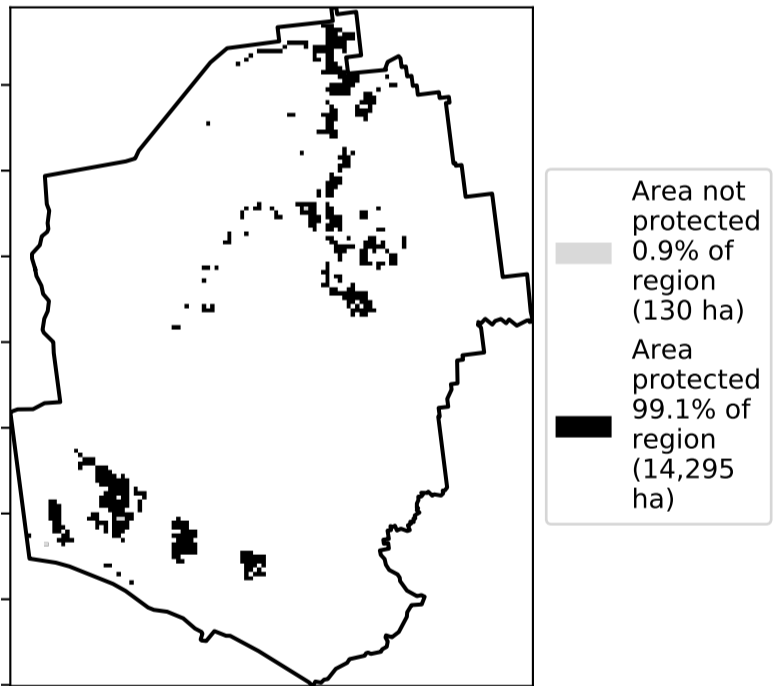 Area not
protected
0.9% of
region
(130 ha)
Area
protected
99.1% of
region
(14,295
ha)